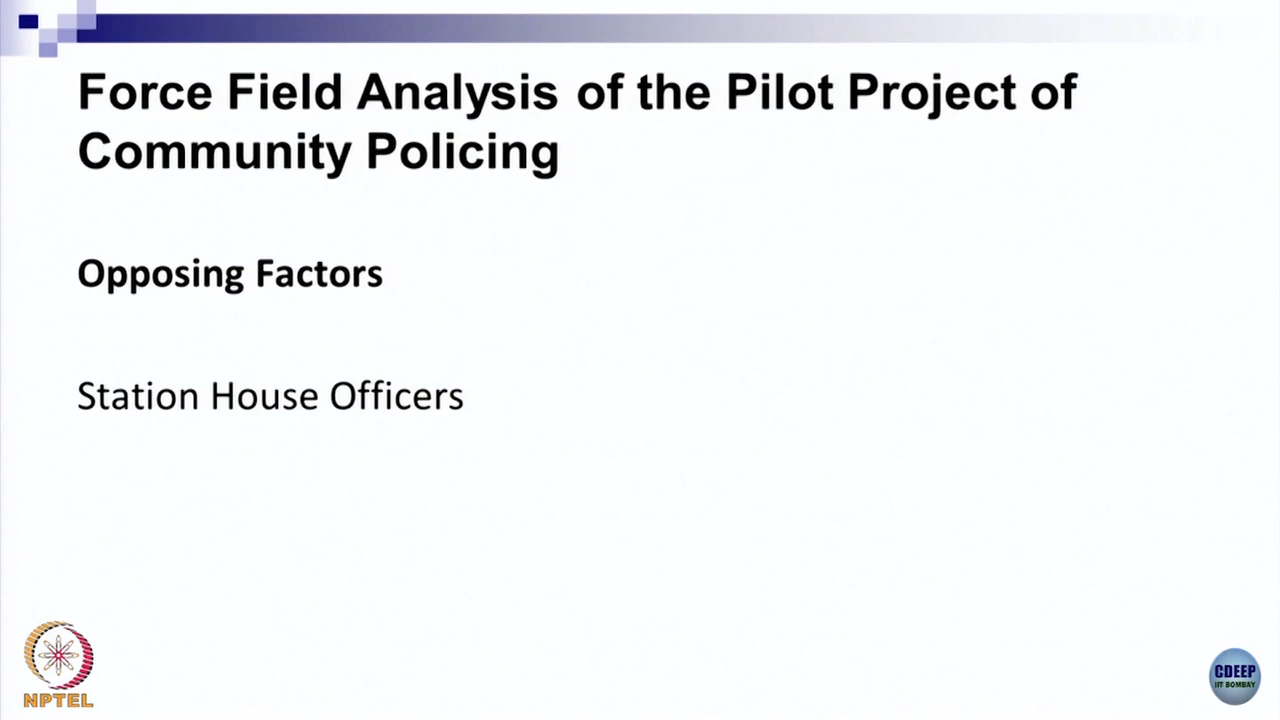 Force Field Analysis of the Pilot Project of
Community Policing
Opposing Factors
Station House Officers
NPTEL
CDEEP
IIT BOMBAY